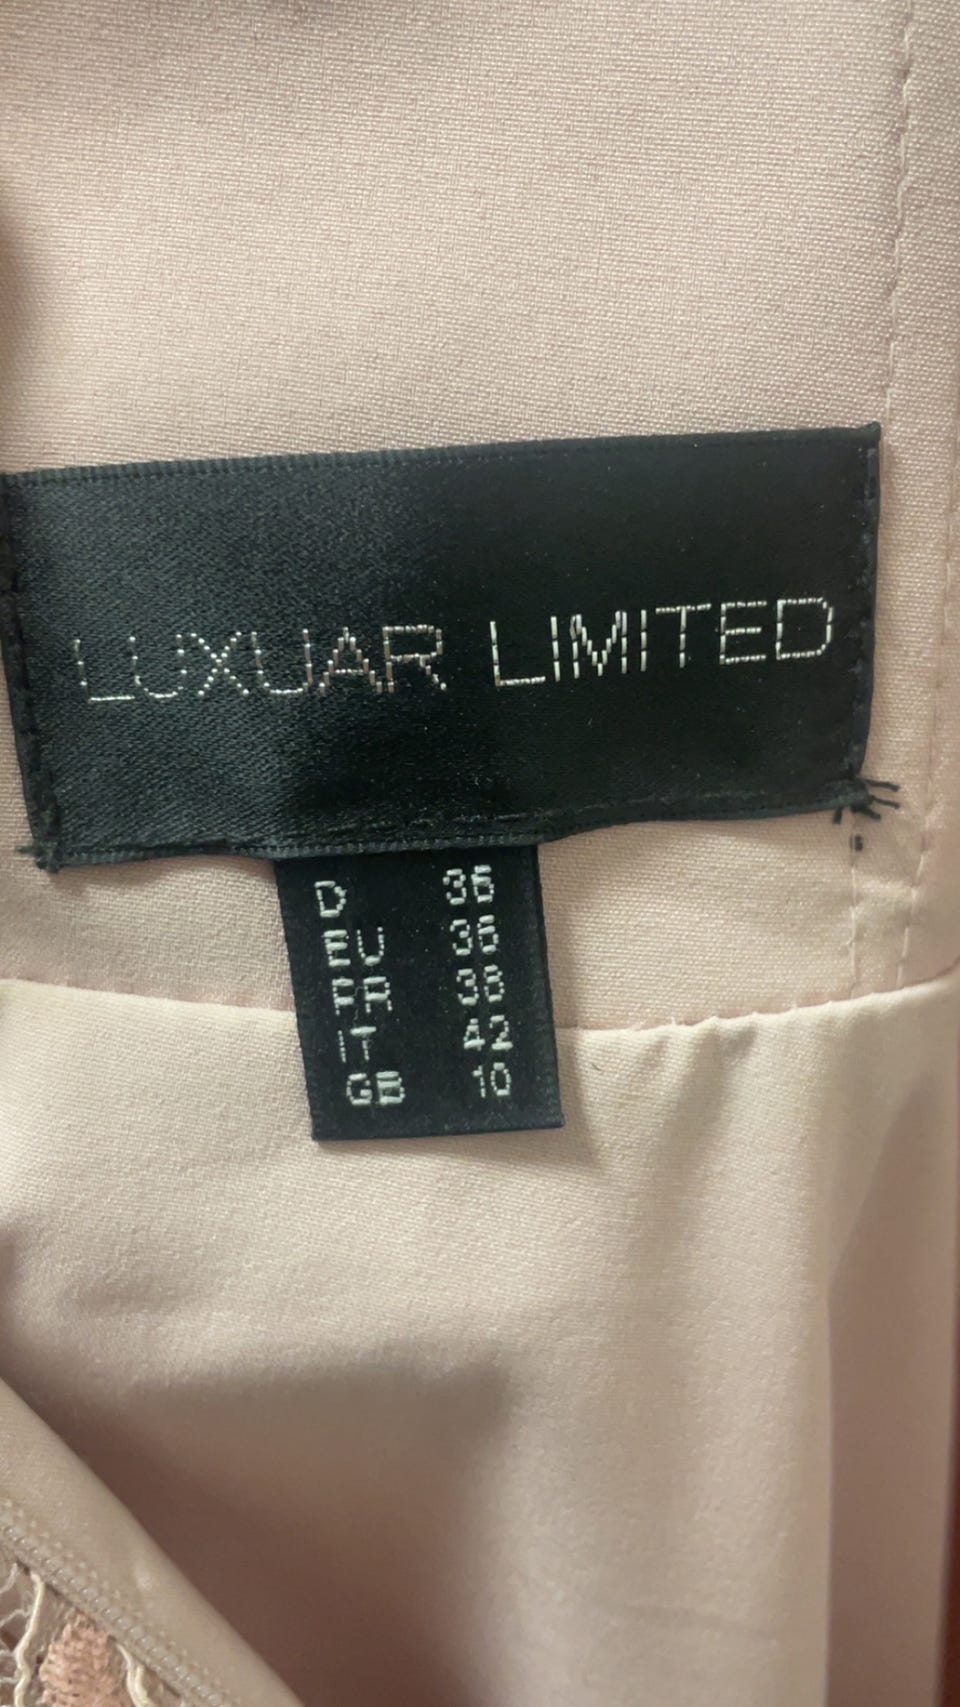 LUXUAR LIMITED
D 36
EU 36
FR 38
IT 42
GB 10